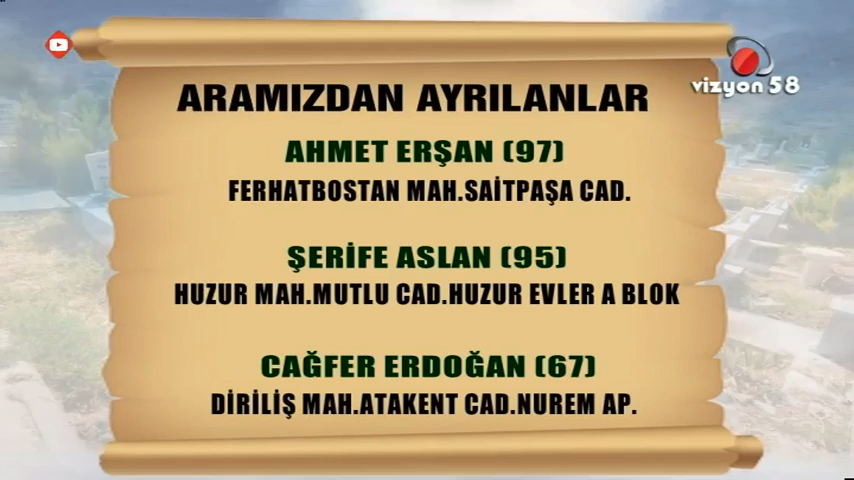 ARAMIZDAN AYRILANLAR
vizyon 58
AHMET ERŞAN (97)
FERHATBOSTAN MAH.SAİTPAŞA CAD.
ŞERİFE ASLAN (95)
HUZUR MAH.MUTLU CAD.HUZUR EVLER A BLOK
CAĞFER ERDOĞAN (67)
DİRİLİŞ MAH.ATAKENT CAD.NUREM AP.